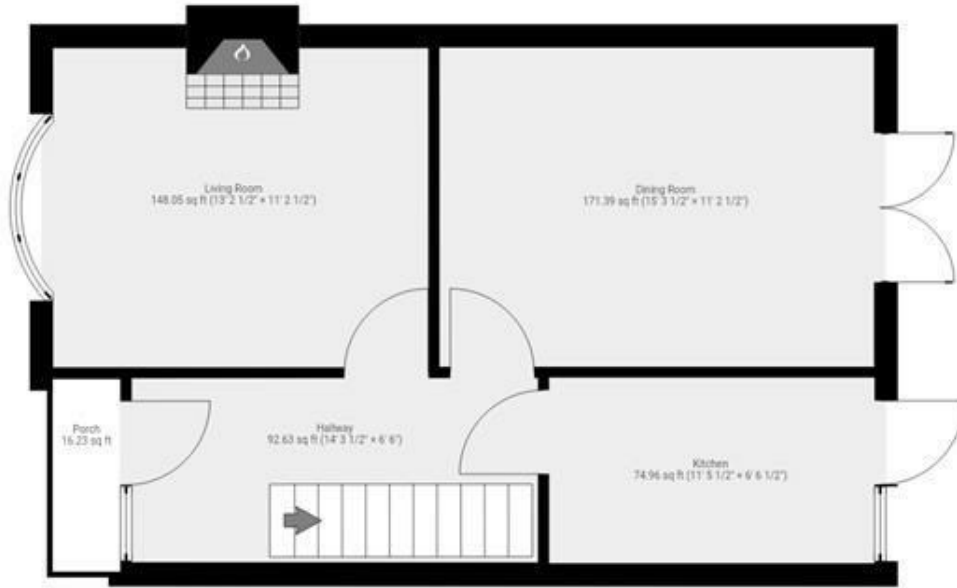 Living Room
148.05 sq ft (13' 2 1/2" × 11' 2 1/2")
Dining Room
171.39 sq ft (15' 3 1/2" × 11' 2 1/2")
Porch
16.23 sq ft
Hallway
92.63 sq ft (14' 3 1/2" × 6' 6")
Kitchen
74.96 sq ft (11' 5 1/2" × 6' 6 1/2")